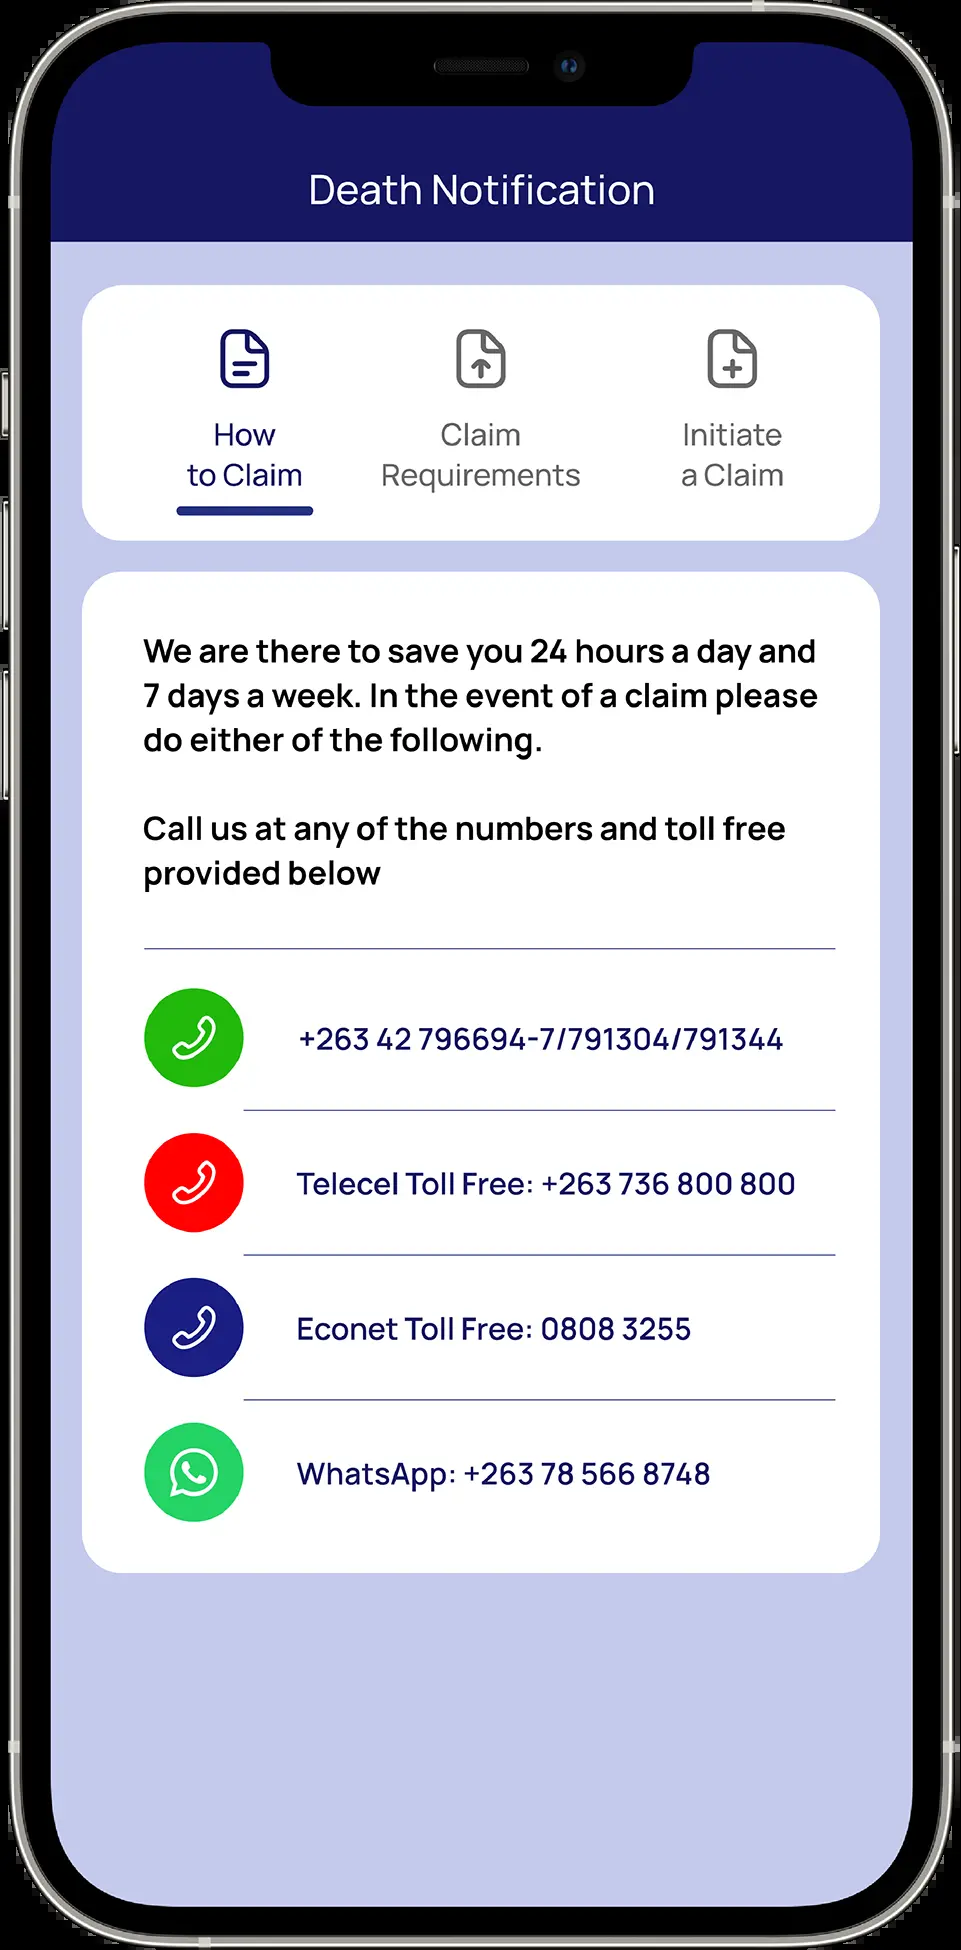 Death Notification
How
to Claim
Claim
Requirements
Initiate
a Claim
We are there to save you 24 hours a day and
7 days a week. In the event of a claim please
do either of the following.
Call us at any of the numbers and toll free
provided below
+263 42 796694-7/791304/791344
Telecel Toll Free: +263 736 800 800
Econet Toll Free: 0808 3255
WhatsApp: +263 78 566 8748